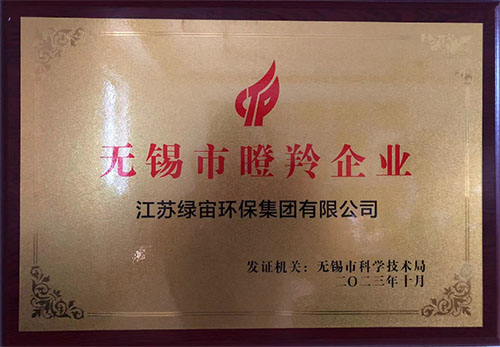 无锡市瞪羚企业
江苏绿宙环保集团有限公司
发证机关：无锡市科学技术局
二〇二三年十月